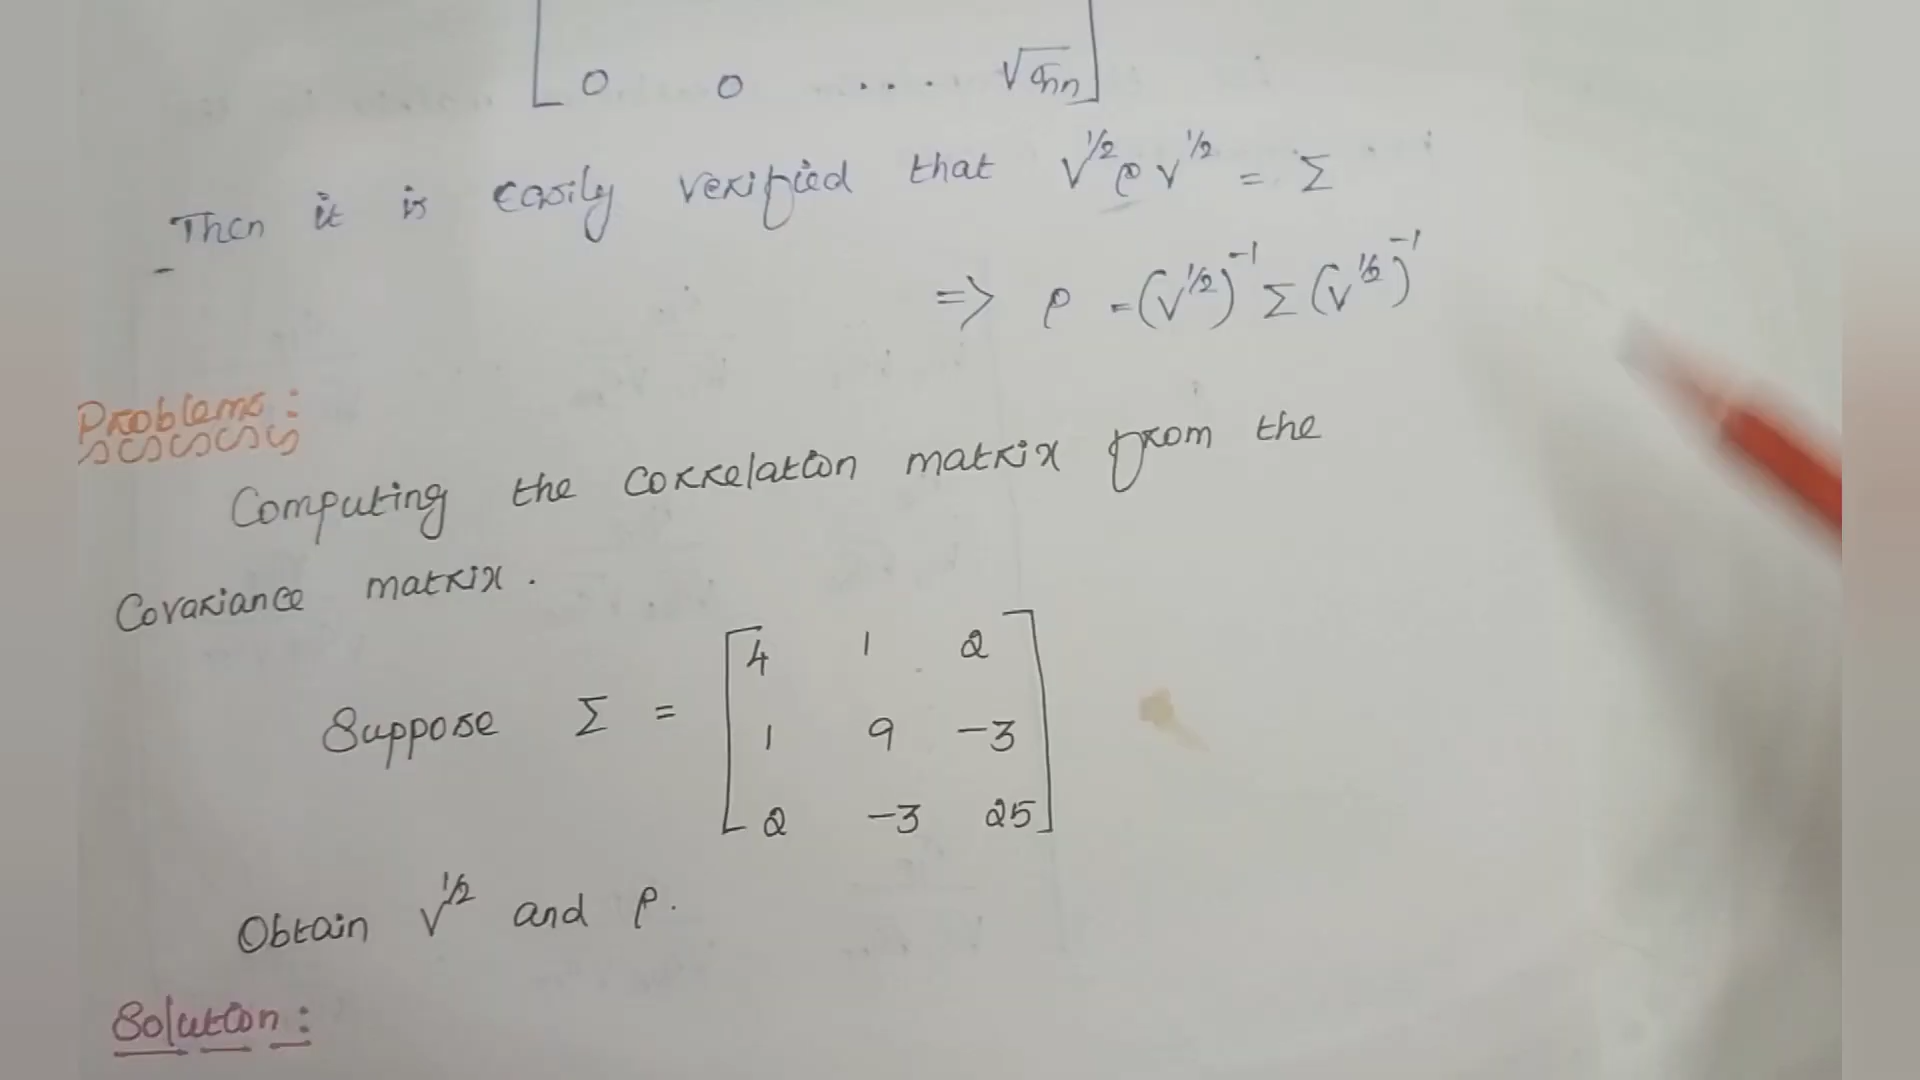 0 0 ... √σnn
Then it is easily verified that V^1/2 ρ V^1/2 = Σ
=> ρ = (V^1/2)^-1 Σ (V^1/2)^-1
Problems:
Computing the correlation matrix from the
Covariance matrix.
4 1 2
Suppose Σ = 1 9 -3
2 -3 25
Obtain V^1/2 and ρ.
Solution: